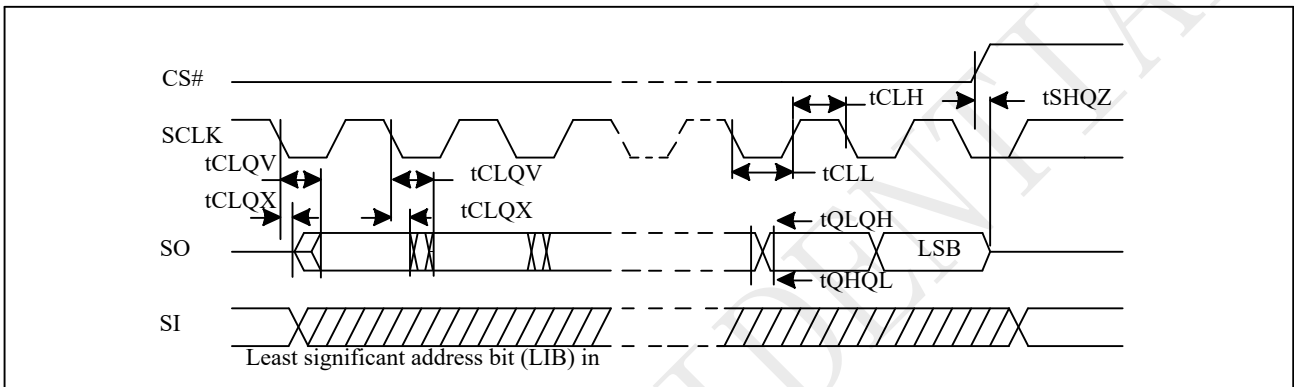 CS#
tCLH
tSHQZ
SCLK
tCLQV
tCLQV
tCLL
tCLQX
tCLQX
tQLQH
SO
LSB
tQHQL
SI
Least significant address bit (LIB) in